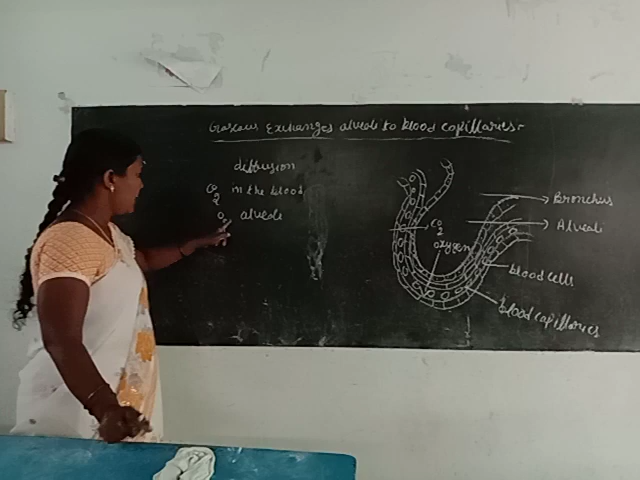 Gaseous Exchanges alveoli to blood capillaries:-
diffusion
CO2 in the blood
O2 alveole
Bronchus
CO2
Alveoli
oxygen
blood cells
blood capillaries